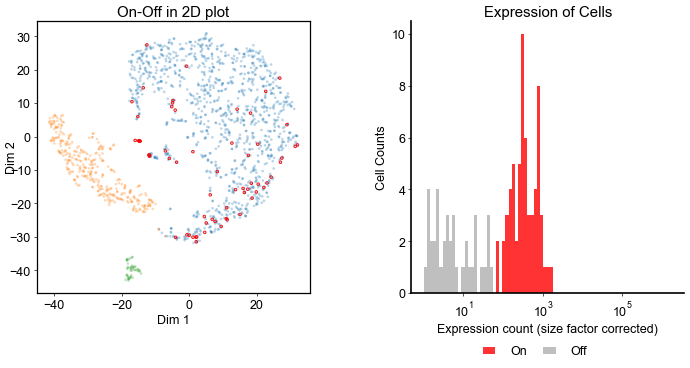 On-Off in 2D plot
Expression of Cells
30
20
10
0
−10
−20
−30
−40
Dim 2
−40 −20 0 20
Dim 1
10
8
6
4
2
0
Cell Counts
10^1 10^3 10^5
Expression count (size factor corrected)
On Off